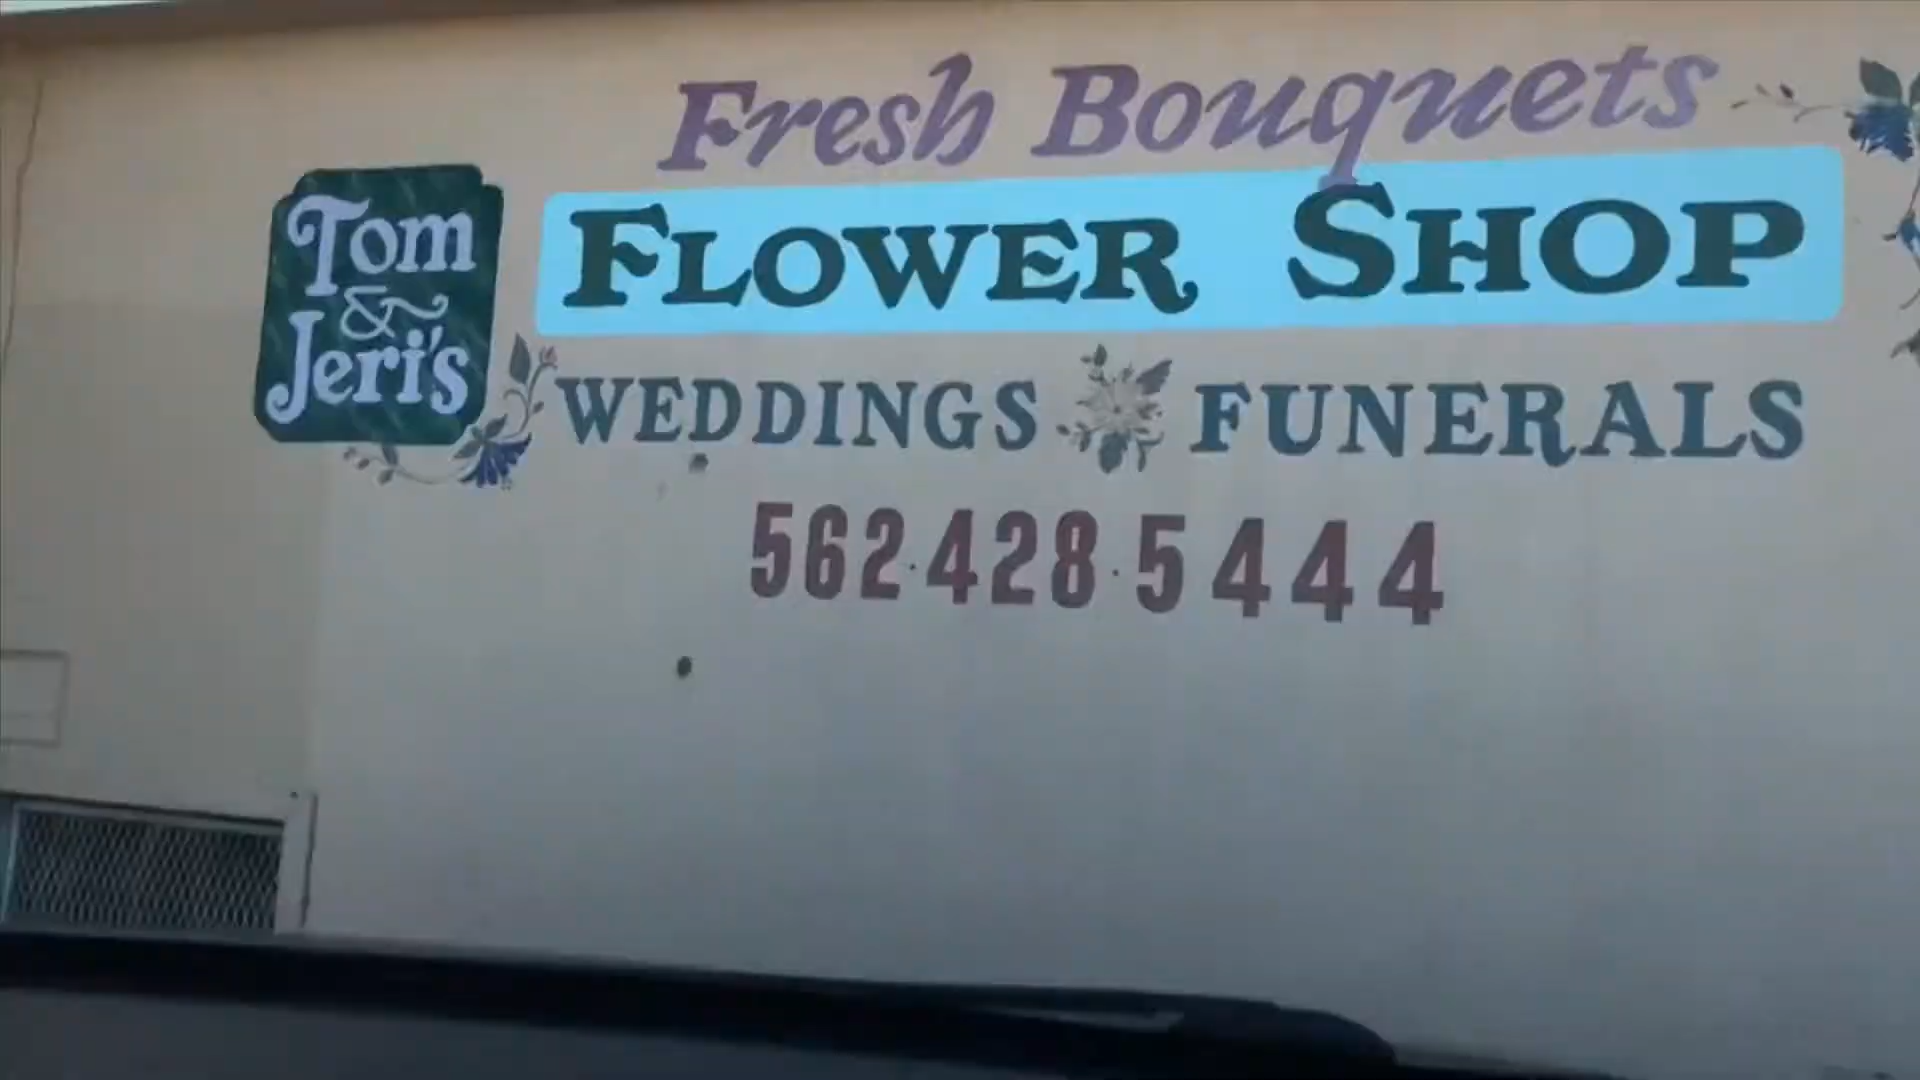 Fresh Bouquets
Tom
&
Jeri's
FLOWER SHOP
WEDDINGS FUNERALS
562·428·5444